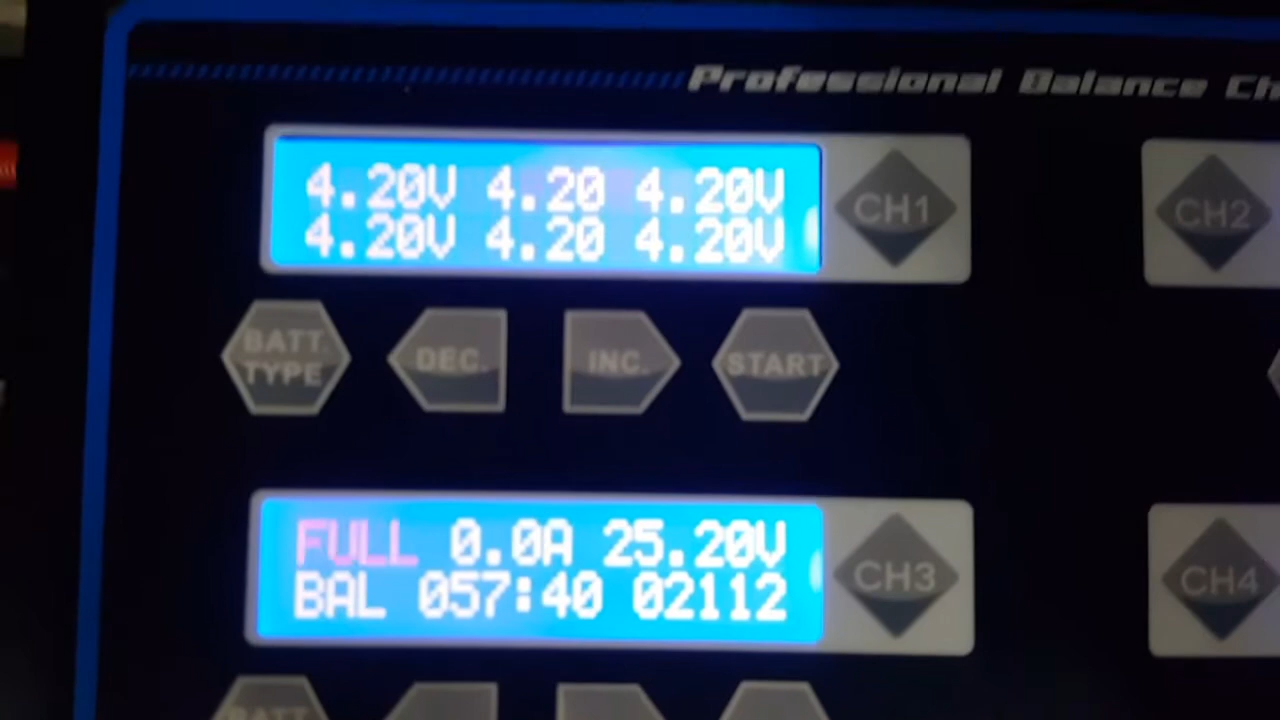 Professional Balance Ch
4.20V 4.20 4.20V
4.20V 4.20 4.20V
CH1
CH2
BATT
TYPE
DEC.
INC.
START
FULL 0.0A 25.20V
BAL 057:40 02112
CH3
CH4
BATT